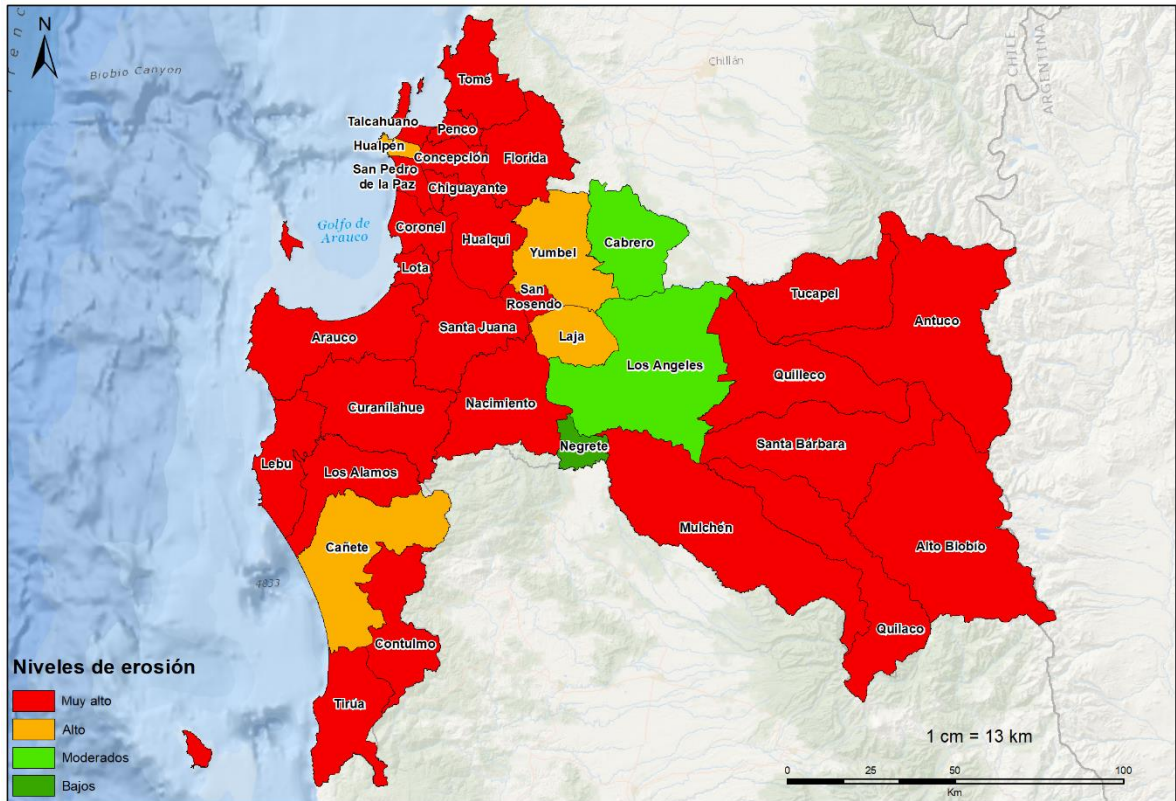 N
Biobio Canyon
Chillán
CHILE
ARGENTINA
Tomé
Talcahuano
Penco
Hualpén
Concepción
Florida
San Pedro
de la Paz
Chiguayante
Golfo de
Arauco
Coronel
Hualqui
Yumbel
Cabrero
Lota
San
Rosendo
Tucapel
Antuco
Arauco
Santa Juana
Laja
Los Angeles
Quilleco
Curanilahue
Nacimiento
Negrete
Santa Bárbara
Lebu
Los Alamos
Mulchén
Cañete
Alto Biobio
4833
Contulmo
Quilaco
Tirúa
Niveles de erosión
Muy alto
Alto
Moderados
Bajos
1 cm = 13 km
0 25 50 100
Km